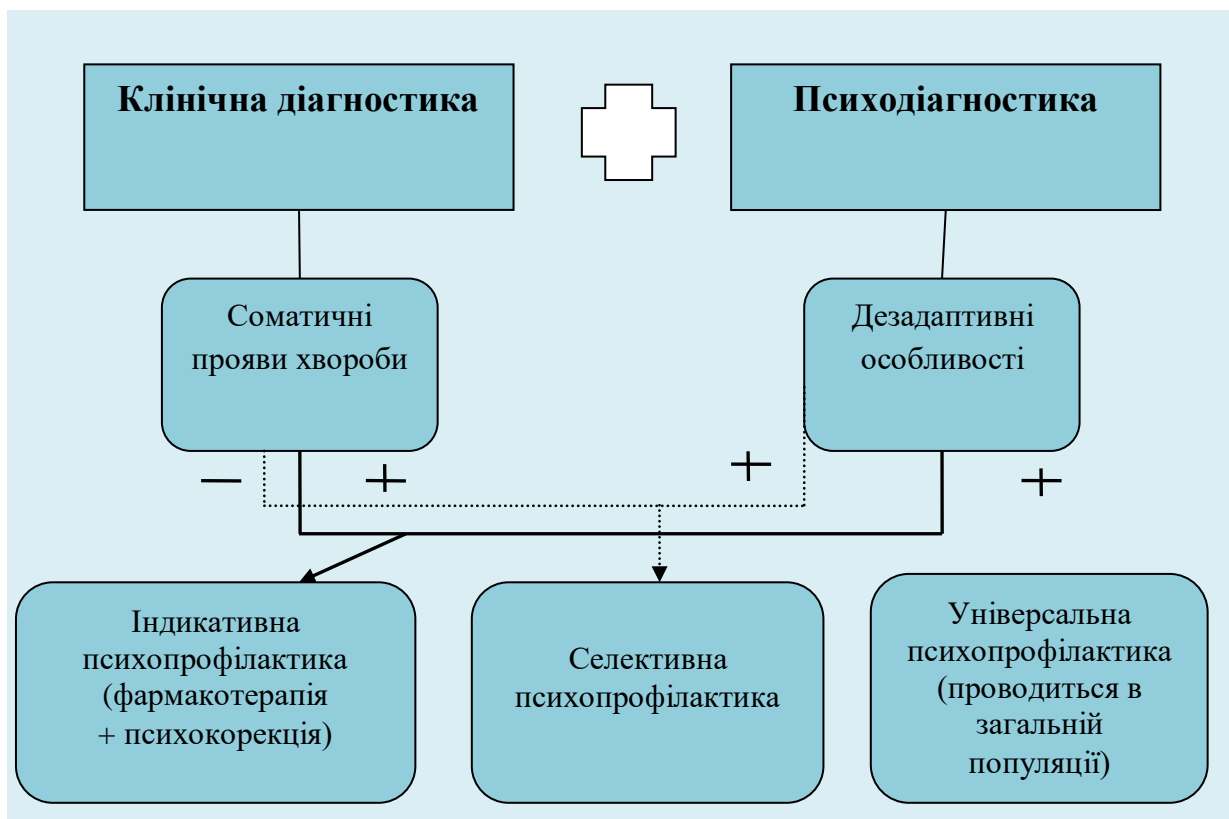 Клінічна діагностика
Психодіагностика
Соматичні
прояви хвороби
Дезадаптивні
особливості
−
+
+
+
Індикативна
психопрофілактика
(фармакотерапія
+ психокорекція)
Селективна
психопрофілактика
Універсальна
психопрофілактика
(проводиться в
загальній
популяції)